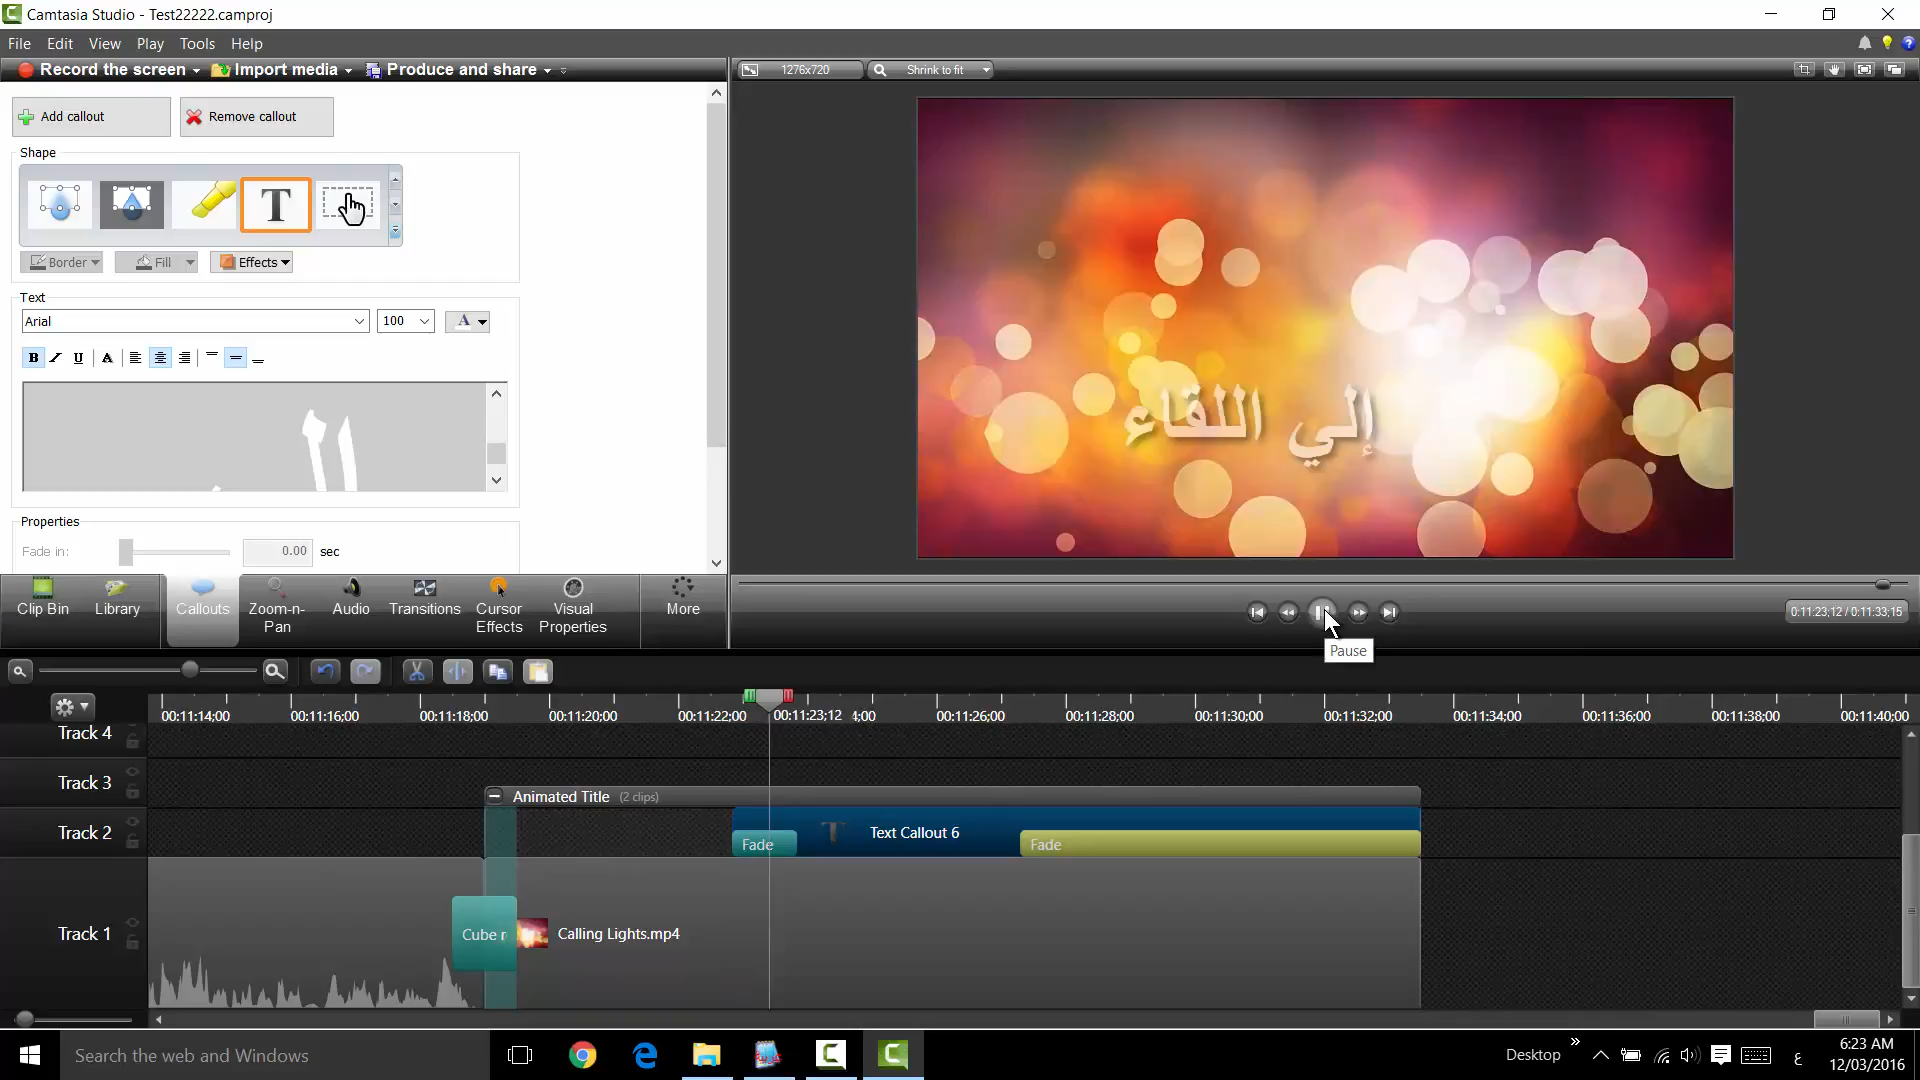 Camtasia Studio - Test22222.camproj
File Edit View Play Tools Help
Record the screen Import media Produce and share
1276x720 Shrink to fit
Add callout Remove callout
Shape
T
Border Fill Effects
Text
Arial 100 A
B I U A
إلي اللقاء
Properties
Fade in: 0.00 sec
Clip Bin Library Callouts Zoom-n-Pan Audio Transitions Cursor Effects Visual Properties More
0:11:23;12 / 0:11:33;15
Pause
00:11:14;00 00:11:16;00 00:11:18;00 00:11:20;00 00:11:22;00 00:11:23;12 4;00 00:11:26;00 00:11:28;00 00:11:30;00 00:11:32;00 00:11:34;00 00:11:36;00 00:11:38;00 00:11:40;00
Track 4
Track 3
Animated Title (2 clips)
Track 2
Text Callout 6
Fade Fade
Track 1
Cube r
Calling Lights.mp4
Search the web and Windows
Desktop
ع
6:23 AM
12/03/2016